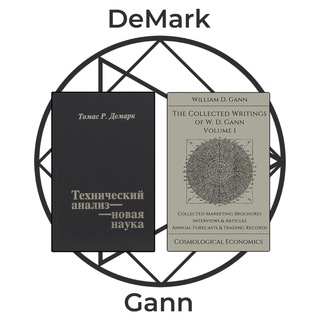 DeMark
Томас Р. Демарк
Технический
анализ—
—новая
наука
WILLIAM D. GANN
THE COLLECTED WRITINGS
OF W. D. GANN
VOLUME I
COLLECTED MARKETING BROCHURES
INTERVIEWS & ARTICLES
ANNUAL FORECASTS & TRADING RECORDS
COSMOLOGICAL ECONOMICS
Gann